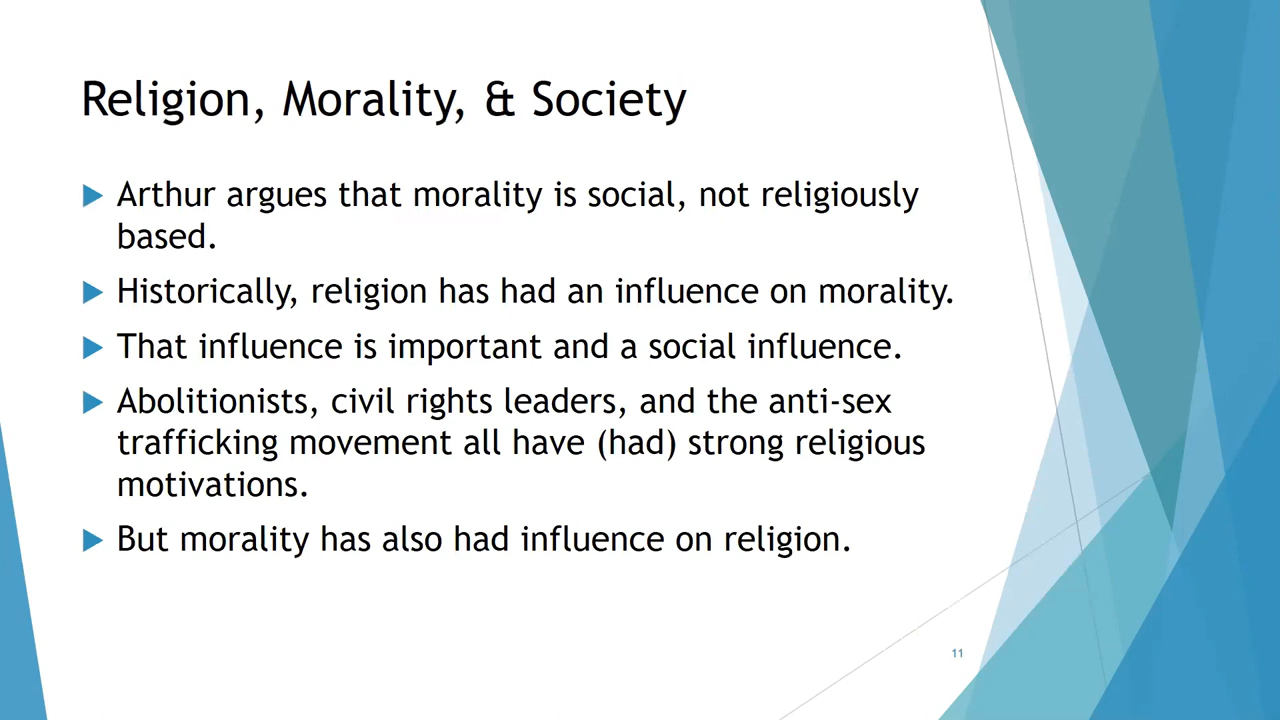 Religion, Morality, & Society
Arthur argues that morality is social, not religiously
based.
Historically, religion has had an influence on morality.
That influence is important and a social influence.
Abolitionists, civil rights leaders, and the anti-sex
trafficking movement all have (had) strong religious
motivations.
But morality has also had influence on religion.
11